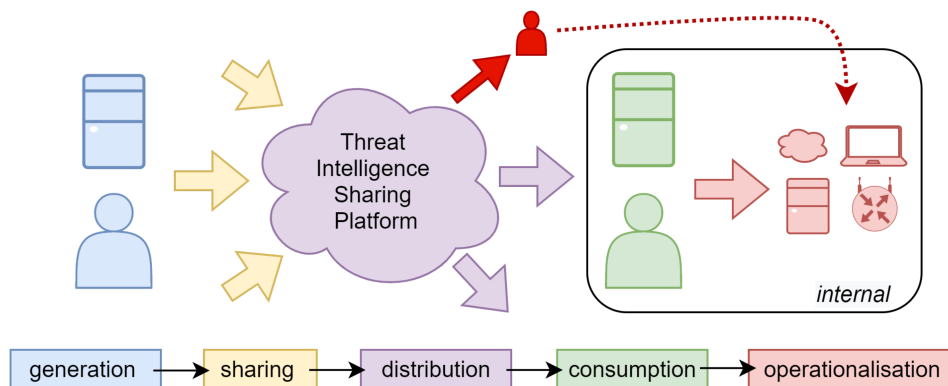 Threat
Intelligence
Sharing
Platform
internal
generation
sharing
distribution
consumption
operationalisation